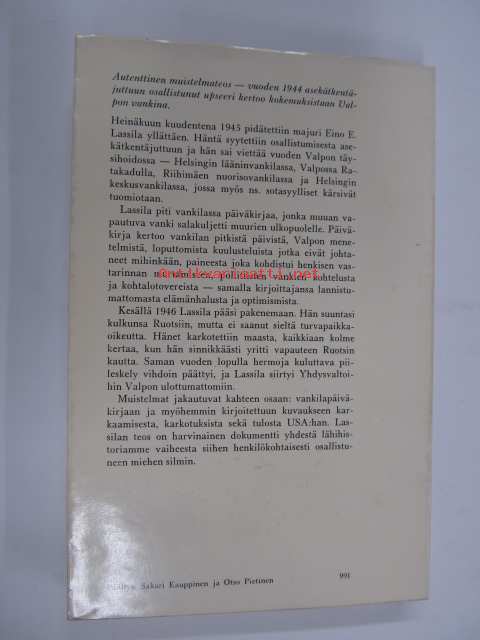 Autenttinen muistelmateos — vuoden 1944 asekätkentä-
juttuun osallistunut upseeri kertoo kokemuksistaan Val-
pon vankina.
Heinäkuun kuudentena 1945 pidätettiin majuri Eino E.
Lassila yllättäen. Häntä syytettiin osallistumisesta ase-
kätkentäjuttuun ja hän sai viettää vuoden Valpon täy-
sihoidossa — Helsingin lääninvankilassa, Valpossa Ra-
takadulla, Riihimäen nuorisovankilassa ja Helsingin
keskusvankilassa, jossa myös ns. sotasyylliset kärsivät
tuomiotaan.
Lassila piti vankilassa päiväkirjaa, jonka muuan va-
pautuva vanki salakuljetti muurien ulkopuolelle. Päivä-
kirja kertoo vankilan pitkistä päivistä, Valpon mene-
telmistä, loputtomista kuulusteluista jotka eivät johta-
neet mihinkään, paineesta joka kohdistui henkisen vas-
tarinnan murtamiseen, poliittisten vankien kohtelusta
antikvariaatti.net
ja kohtalotovereista — samalla kirjoittajansa lannistu-
mattomasta elämänhalusta ja optimismista.
Kesällä 1946 Lassila pääsi pakenemaan. Hän suuntasi
kulkunsa Ruotsiin, mutta ei saanut sieltä turvapaikka-
oikeutta. Hänet karkotettiin maasta, kaikkiaan kolme
kertaa, kun hän sinnikkäästi yritti vapauteen Ruotsin
kautta. Saman vuoden lopulla hermoja kuluttava pii-
leskely vihdoin päättyi, ja Lassila siirtyi Yhdysvaltoi-
hin Valpon ulottumattomiin.
Muistelmat jakautuvat kahteen osaan: vankilapäivä-
kirjaan ja myöhemmin kirjoitettuun kuvaukseen kar-
kaamisesta, karkotuksista sekä tulosta USA:han. Las-
silan teos on harvinainen dokumentti yhdestä lähihis-
toriamme vaiheesta siihen henkilökohtaisesti osallistu-
neen miehen silmin.
Sakari Kauppinen ja Otso Pietinen
991